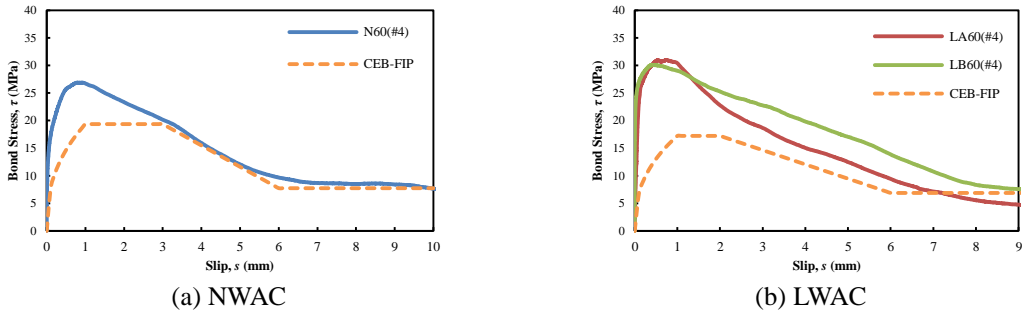 40
35
30
25
20
15
10
5
0
Bond Stress, τ (MPa)
N60(#4)
CEB-FIP
0 1 2 3 4 5 6 7 8 9 10
Slip, s (mm)
(a) NWAC
40
35
30
25
20
15
10
5
0
Bond Stress, τ (MPa)
LA60(#4)
LB60(#4)
CEB-FIP
0 1 2 3 4 5 6 7 8 9
Slip, s (mm)
(b) LWAC